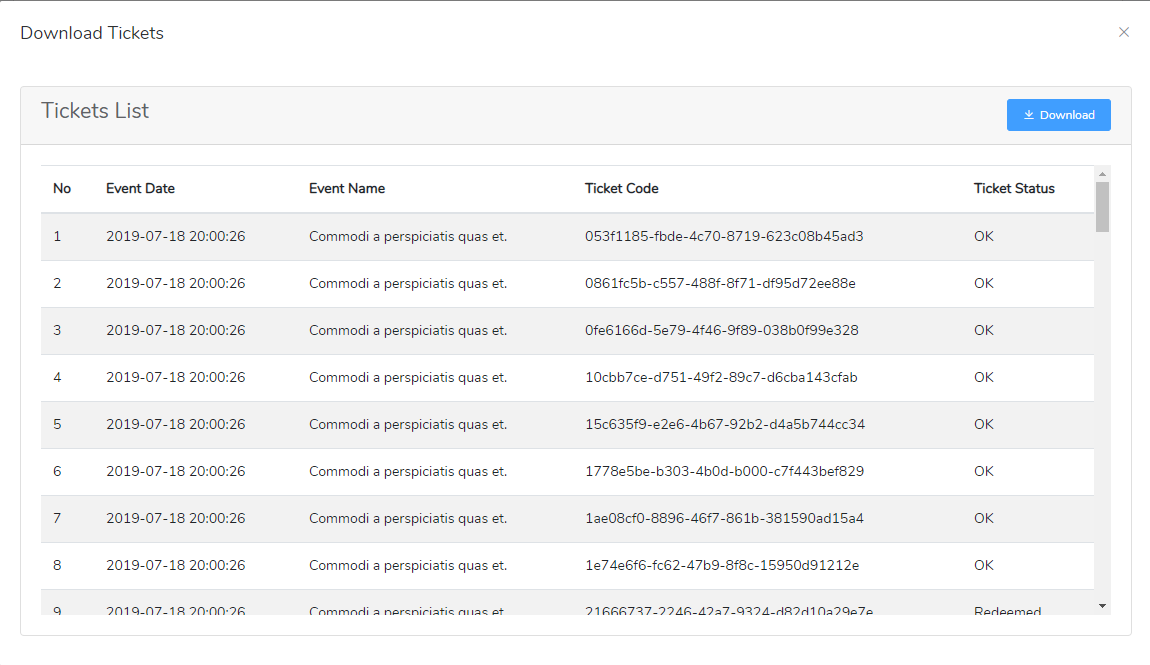 Download Tickets
Tickets List
Download
No Event Date Event Name Ticket Code Ticket Status
1 2019-07-18 20:00:26 Commodi a perspiciatis quas et. 053f1185-fbde-4c70-8719-623c08b45ad3 OK
2 2019-07-18 20:00:26 Commodi a perspiciatis quas et. 0861fc5b-c557-488f-8f71-df95d72ee88e OK
3 2019-07-18 20:00:26 Commodi a perspiciatis quas et. 0fe6166d-5e79-4f46-9f89-038b0f99e328 OK
4 2019-07-18 20:00:26 Commodi a perspiciatis quas et. 10cbb7ce-d751-49f2-89c7-d6cba143cfab OK
5 2019-07-18 20:00:26 Commodi a perspiciatis quas et. 15c635f9-e2e6-4b67-92b2-d4a5b744cc34 OK
6 2019-07-18 20:00:26 Commodi a perspiciatis quas et. 1778e5be-b303-4b0d-b000-c7f443bef829 OK
7 2019-07-18 20:00:26 Commodi a perspiciatis quas et. 1ae08cf0-8896-46f7-861b-381590ad15a4 OK
8 2019-07-18 20:00:26 Commodi a perspiciatis quas et. 1e74e6f6-fc62-47b9-8f8c-15950d91212e OK
9 2019-07-18 20:00:26 Commodi a perspiciatis quas et. 21666737-2246-42a7-9324-d82d10a29e7e Redeemed